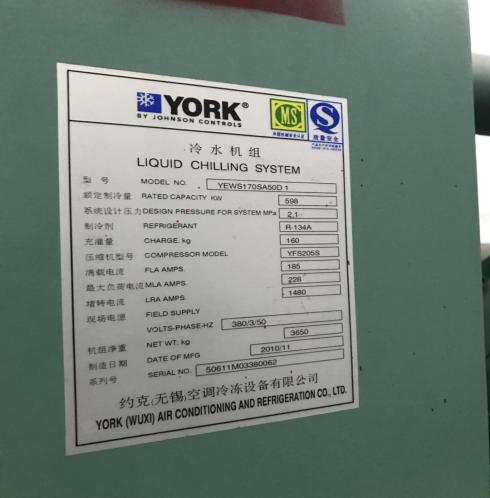 YORK®
BY JOHNSON CONTROLS
MS
质量安全
冷水机组
LIQUID CHILLING SYSTEM
型号 MODEL NO. YEWS170SA50D 1
额定制冷量 RATED CAPACITY KW 598
系统设计压力 DESIGN PRESSURE FOR SYSTEM MPa 2.1
制冷剂 REFRIGERANT R-134A
充灌量 CHARGE. kg 160
压缩机型号 COMPRESSOR MODEL YFS205S
满载电流 FLA AMPS. 185
最大负荷电流 MLA AMPS. 228
堵转电流 LRA AMPS. 1480
现场电源 FIELD SUPPLY
VOLTS-PHASE-HZ 380/3/50
机组净重 NET WT: kg 3650
制造日期 DATE OF MFG 2010/11
系列号 SERIAL NO. 50611M03380062
约克(无锡)空调冷冻设备有限公司
YORK (WUXI) AIR CONDITIONING AND REFRIGERATION CO., LTD.